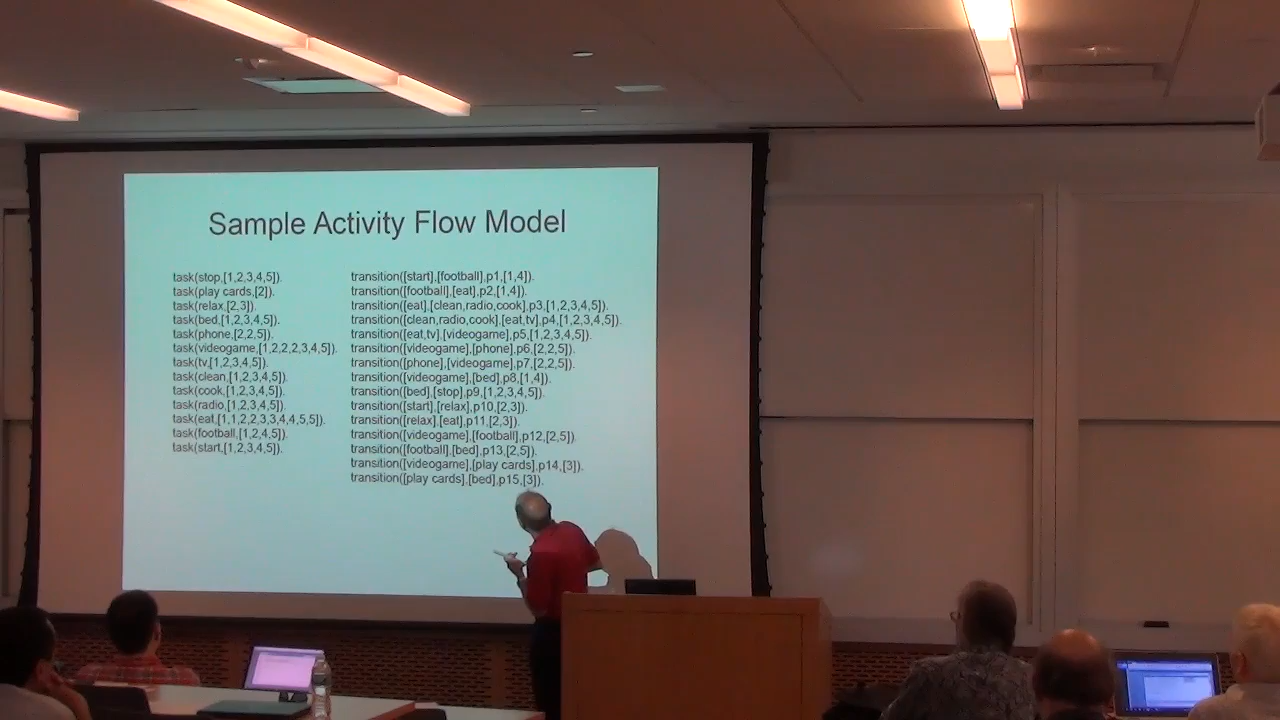 Sample Activity Flow Model
task(stop,[1,2,3,4,5]).
task(play cards,[2]).
task(relax,[2,3]).
task(bed,[1,2,3,4,5]).
task(phone,[2,2,5]).
task(videogame,[1,2,2,2,3,4,5]).
task(tv,[1,2,3,4,5]).
task(clean,[1,2,3,4,5]).
task(cook,[1,2,3,4,5]).
task(radio,[1,2,3,4,5]).
task(eat,[1,1,2,2,3,3,4,4,5,5]).
task(football,[1,2,4,5]).
task(start,[1,2,3,4,5]).
transition([start],[football],p1,[1,4]).
transition([football],[eat],p2,[1,4]).
transition([eat],[clean,radio,cook],p3,[1,2,3,4,5]).
transition([clean,radio,cook],[eat,tv],p4,[1,2,3,4,5]).
transition([eat,tv],[videogame],p5,[1,2,3,4,5]).
transition([videogame],[phone],p6,[2,2,5]).
transition([phone],[videogame],p7,[2,2,5]).
transition([videogame],[bed],p8,[1,4]).
transition([bed],[stop],p9,[1,2,3,4,5]).
transition([start],[relax],p10,[2,3]).
transition([relax],[eat],p11,[2,3]).
transition([videogame],[football],p12,[2,5]).
transition([football],[bed],p13,[2,5]).
transition([videogame],[play cards],p14,[3]).
transition([play cards],[bed],p15,[3]).